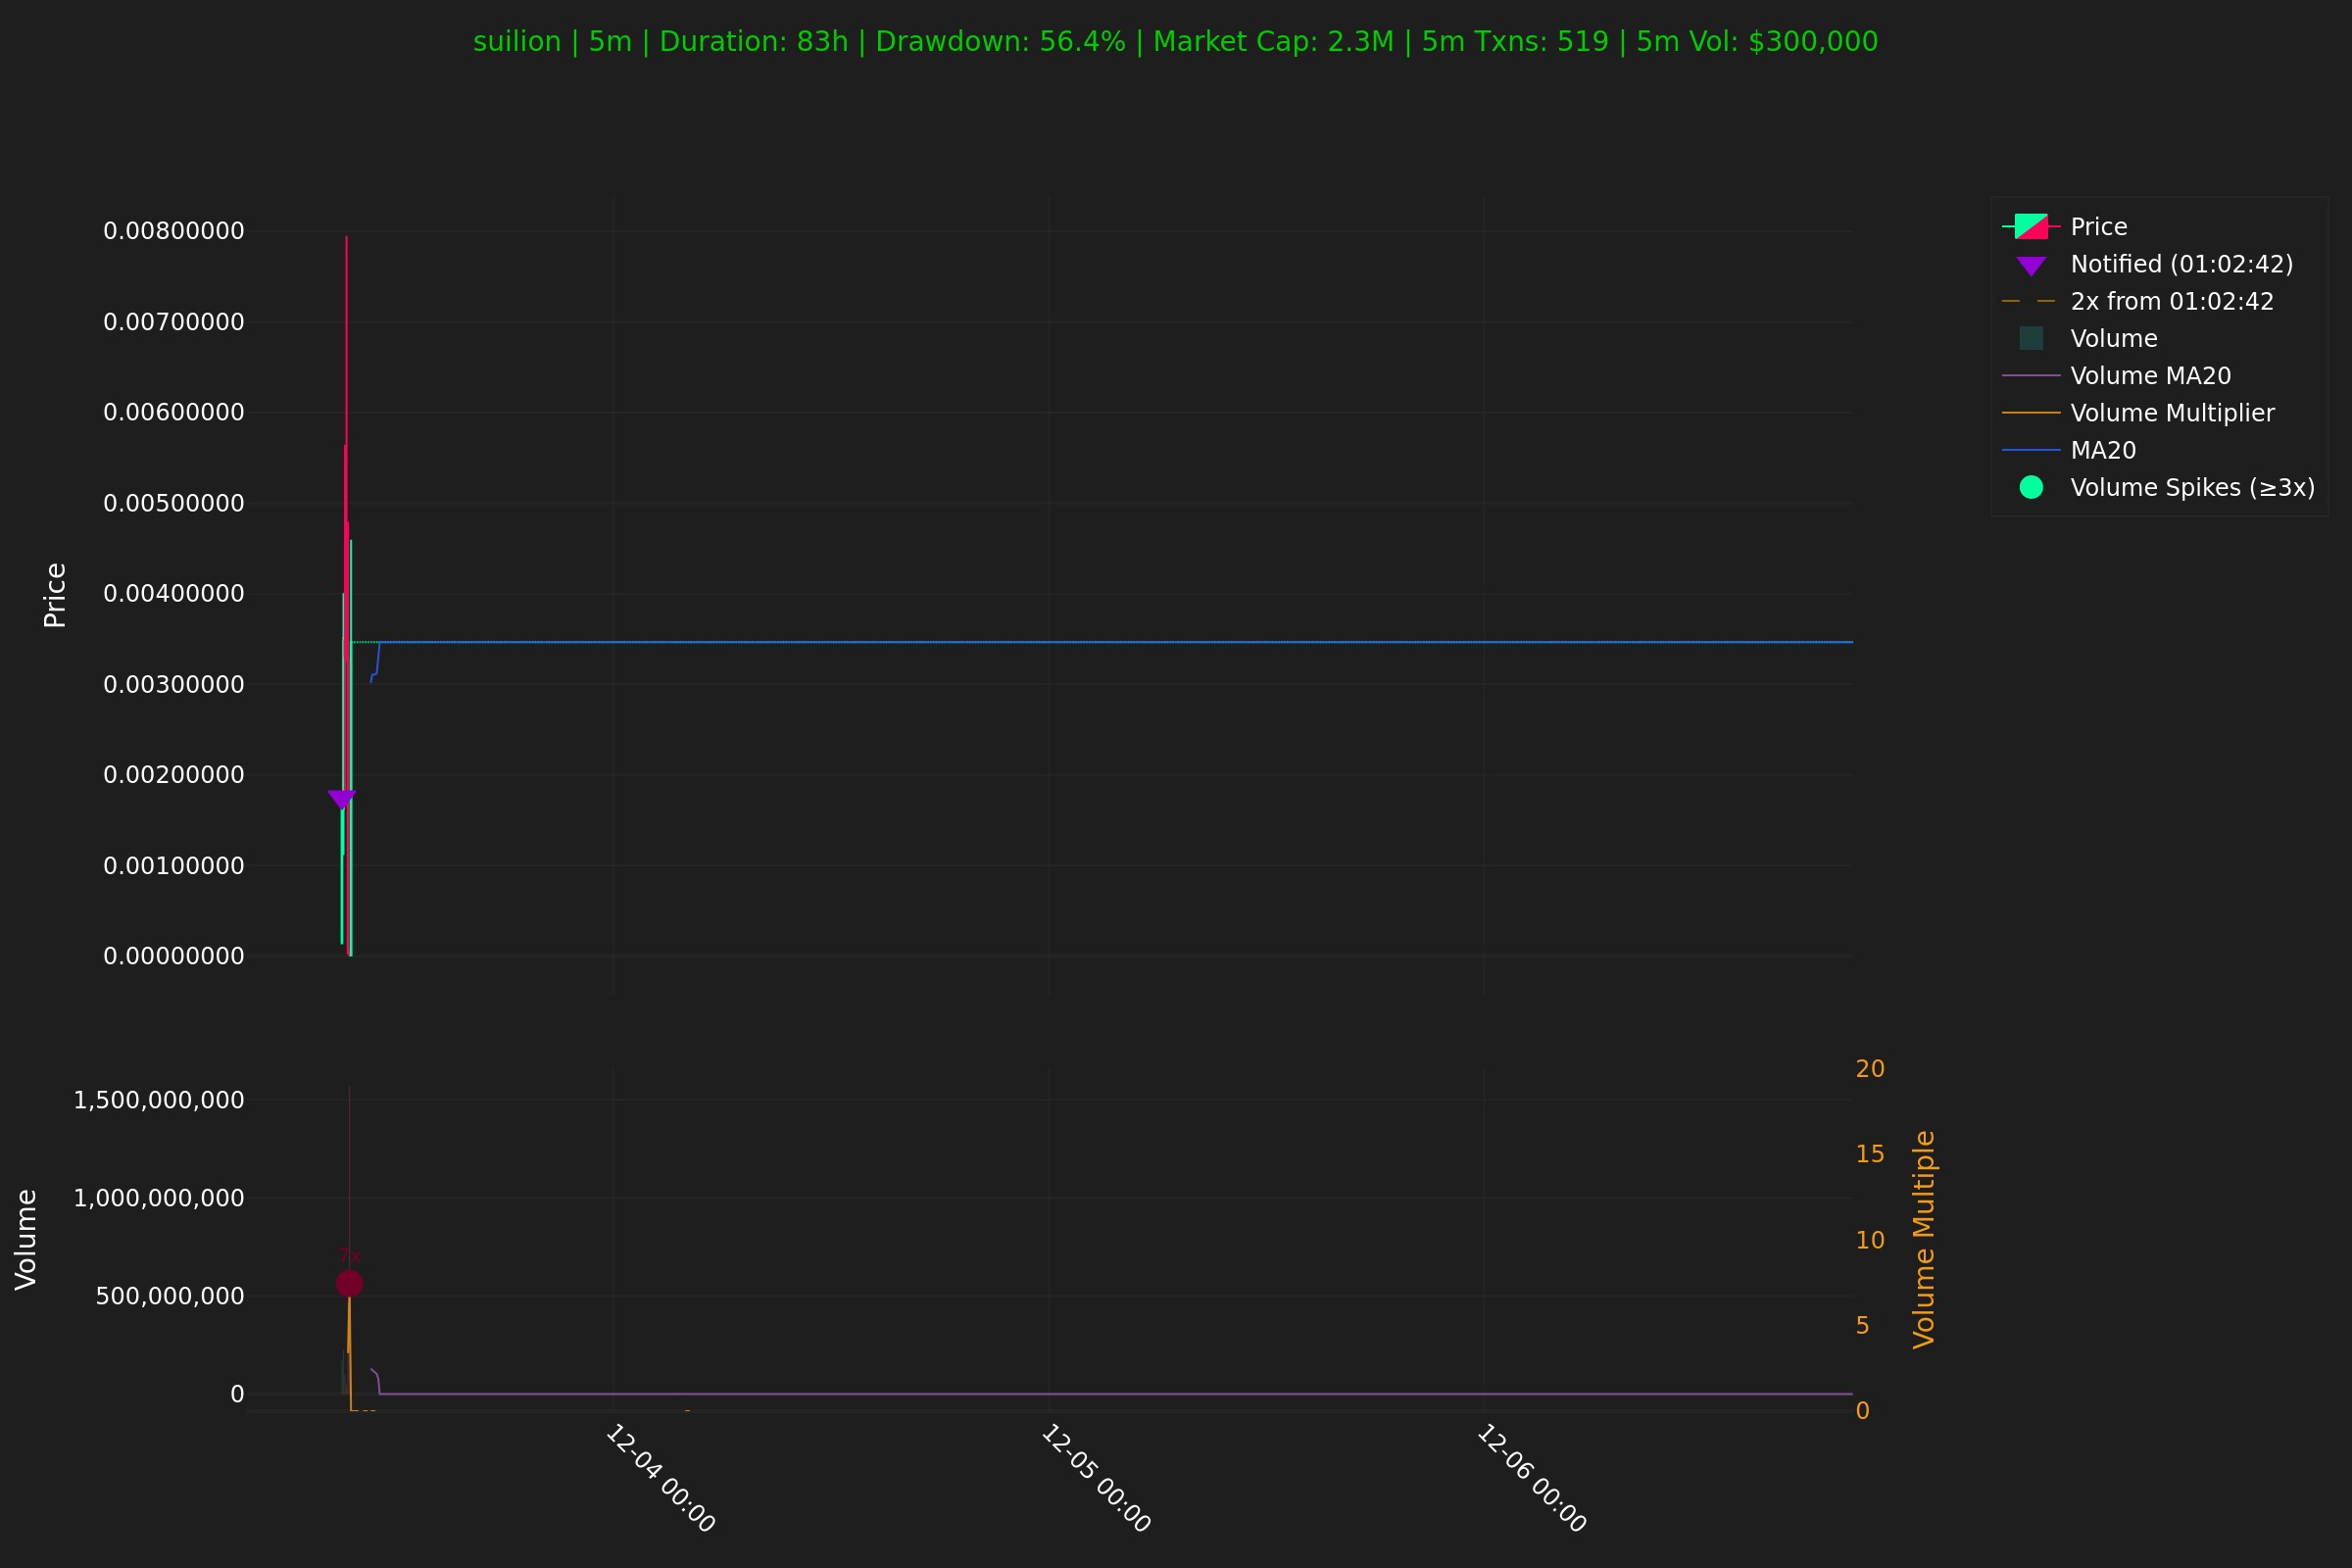 suilion | 5m | Duration: 83h | Drawdown: 56.4% | Market Cap: 2.3M | 5m Txns: 519 | 5m Vol: $300,000
0.00800000
0.00700000
0.00600000
0.00500000
0.00400000
0.00300000
0.00200000
0.00100000
0.00000000
Price
Price
Notified (01:02:42)
2x from 01:02:42
Volume
Volume MA20
Volume Multiplier
MA20
Volume Spikes (≥3x)
1,500,000,000
1,000,000,000
500,000,000
0
Volume
7x
20
15
10
5
0
Volume Multiple
12-04 00:00
12-05 00:00
12-06 00:00